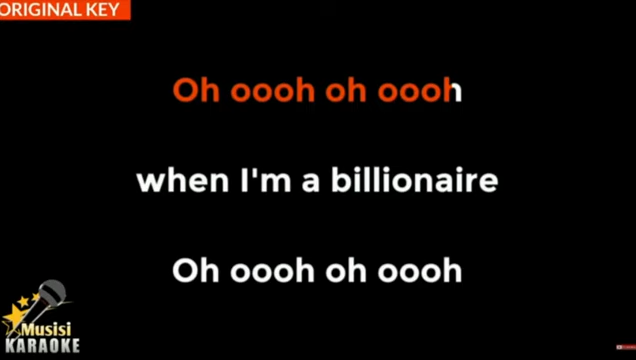 ORIGINAL KEY
Oh oooh oh oooh
when I'm a billionaire
Oh oooh oh oooh
Musisi
KARAOKE